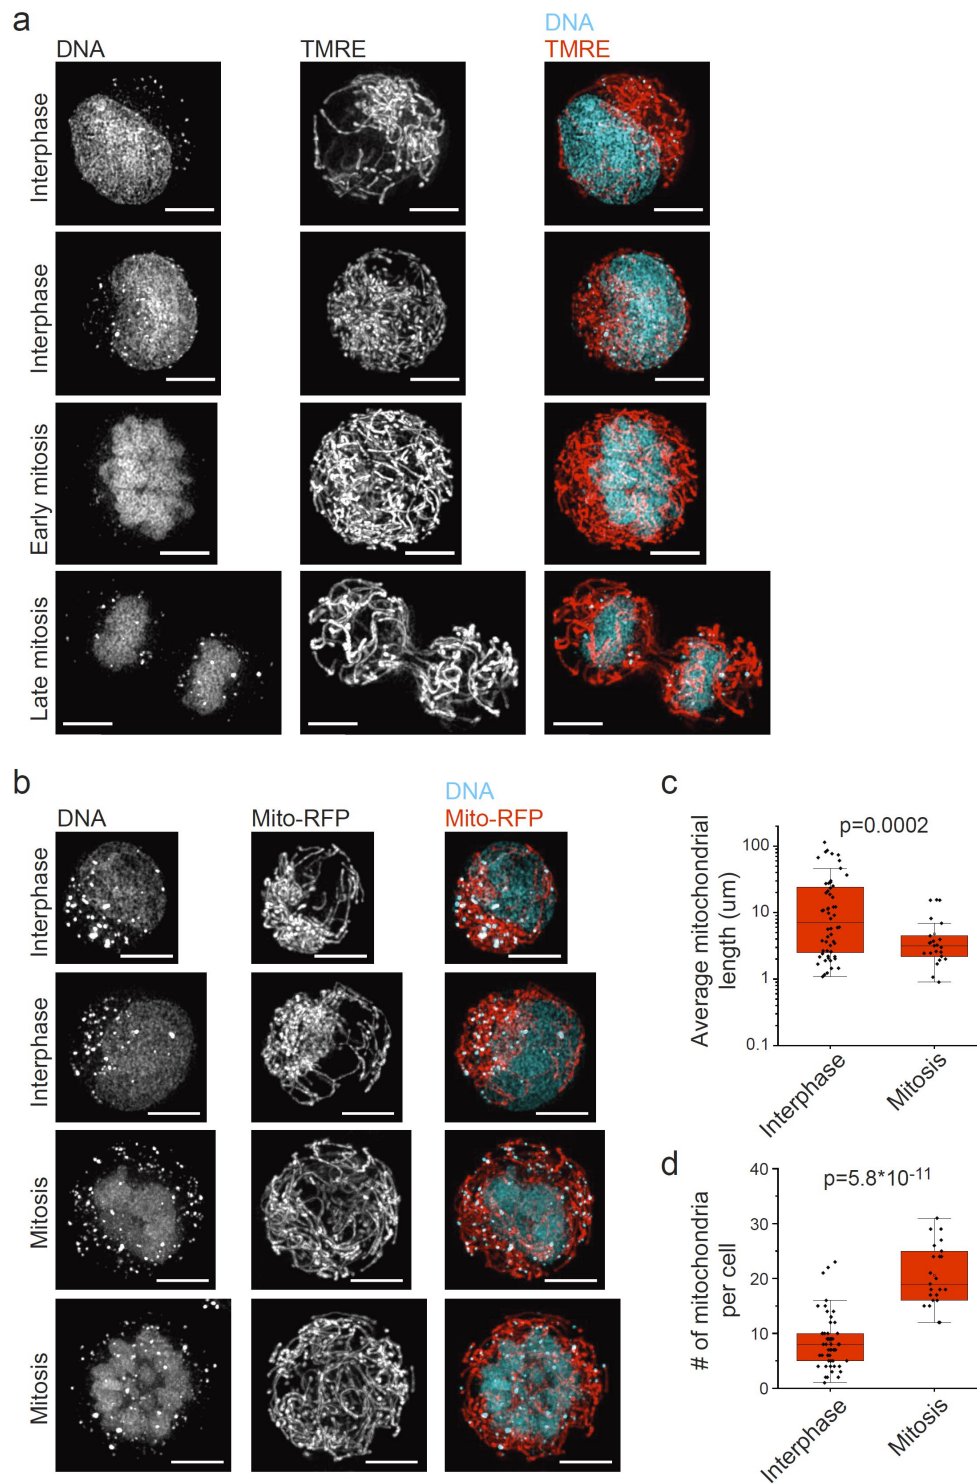 a
DNA
TMRE
DNA
TMRE
Interphase
Interphase
Early mitosis
Late mitosis
b
DNA
Mito-RFP
DNA
Mito-RFP
Interphase
Interphase
Mitosis
Mitosis
c
p=0.0002
Average mitochondrial
length (um)
100
10
1
0.1
Interphase
Mitosis
d
p=5.8*10-11
# of mitochondria
per cell
40
30
20
10
0
Interphase
Mitosis